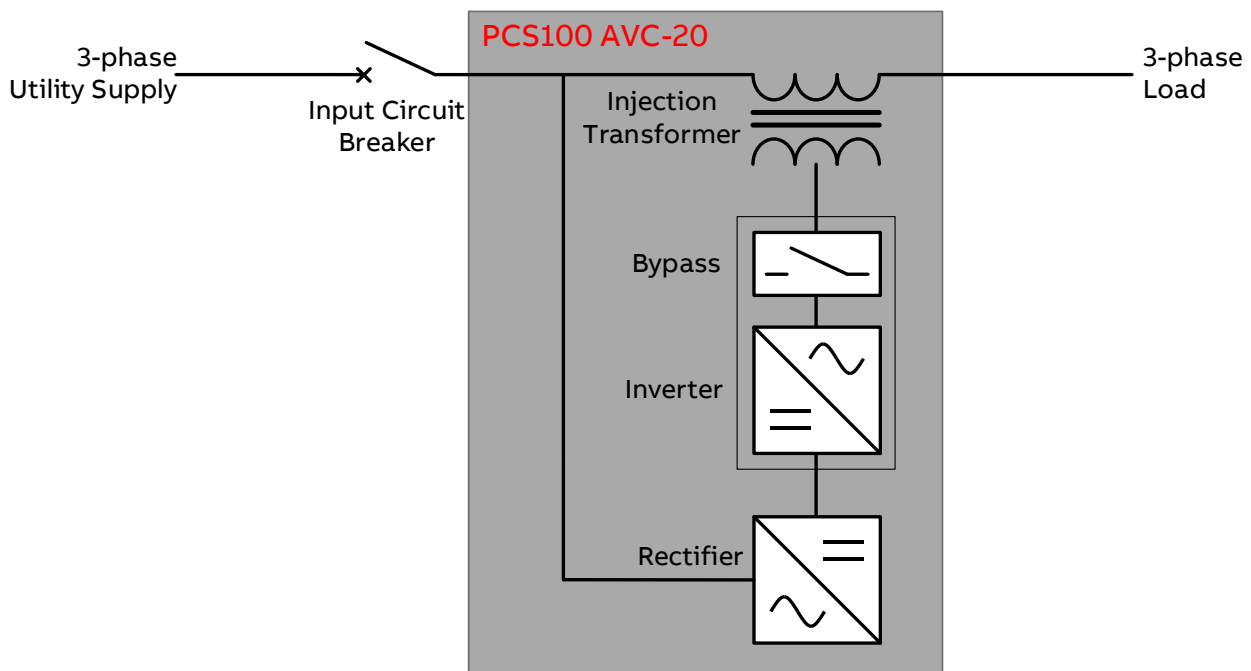 PCS100 AVC-20
3-phase
Utility Supply
Input Circuit
Breaker
Injection
Transformer
3-phase
Load
Bypass
Inverter
Rectifier